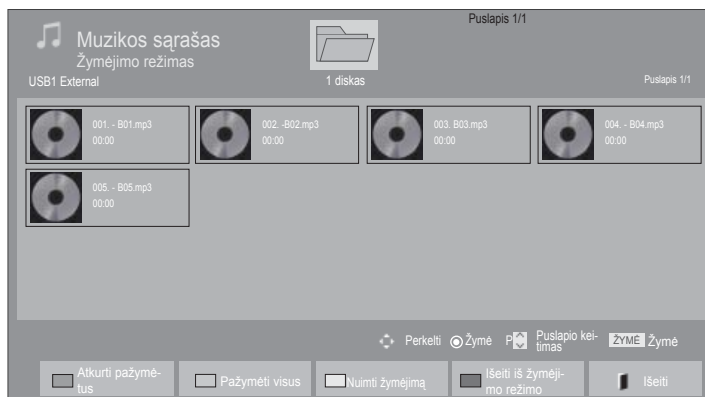 Puslapis 1/1
Muzikos sąrašas
Žymėjimo režimas
USB1 External
1 diskas
Puslapis 1/1
001. - B01.mp3
00:00
002. -B02.mp3
00:00
003. B03.mp3
00:00
004. - B04.mp3
00:00
005. - B05.mp3
00:00
Perkelti
Žymė
P
Puslapio kei-
timas
ŽYMĖ Žymė
Atkurti pažymė-
tus
Pažymėti visus
Nuimti žymėjimą
Išeiti iš žymėji-
mo režimo
Išeiti